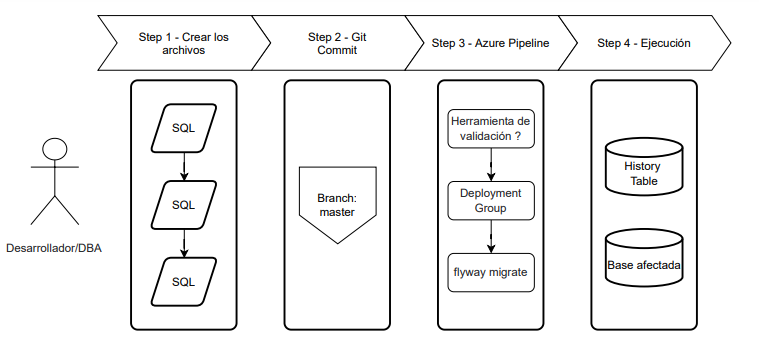 Step 1 - Crear los
archivos
Step 2 - Git
Commit
Step 3 - Azure Pipeline
Step 4 - Ejecución
Desarrollador/DBA
SQL
SQL
SQL
Branch:
master
Herramienta de
validación ?
Deployment
Group
flyway migrate
History
Table
Base afectada